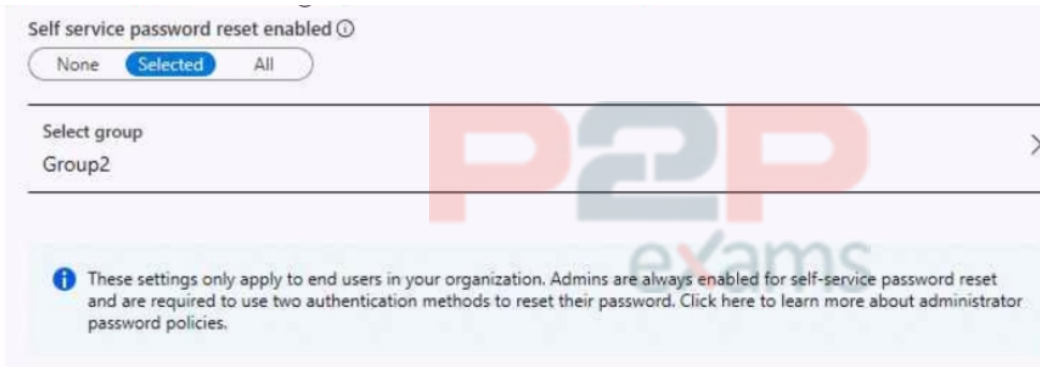 Self service password reset enabled
None Selected All
Select group
Group2
P2P
exams
These settings only apply to end users in your organization. Admins are always enabled for self-service password reset
and are required to use two authentication methods to reset their password. Click here to learn more about administrator
password policies.